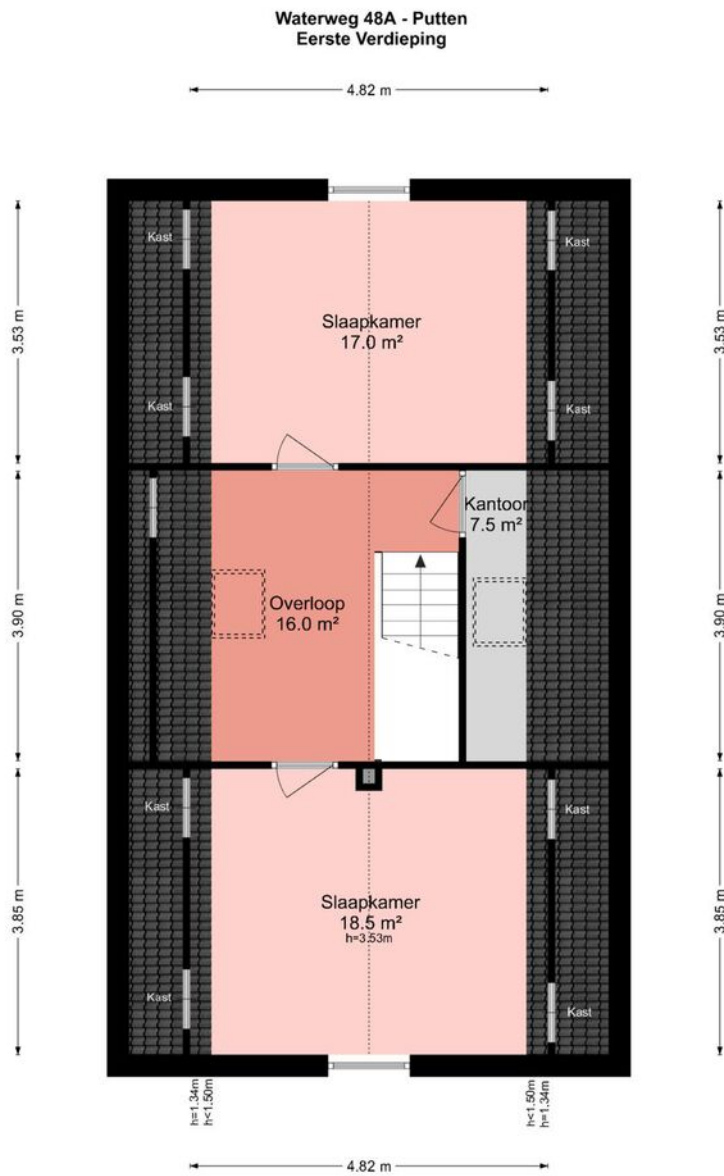 Waterweg 48A - Putten
Eerste Verdieping
4.82 m
Kast
Kast
3.53 m
3.53 m
Slaapkamer
17.0 m²
Kast
Kast
Kantoor
7.5 m²
3.90 m
3.90 m
Overloop
16.0 m²
Kast
Kast
3.85 m
3.85 m
Slaapkamer
18.5 m²
h=3.53m
Kast
Kast
h=1.34m
h<1.50m
h<1.50m
h=1.34m
4.82 m